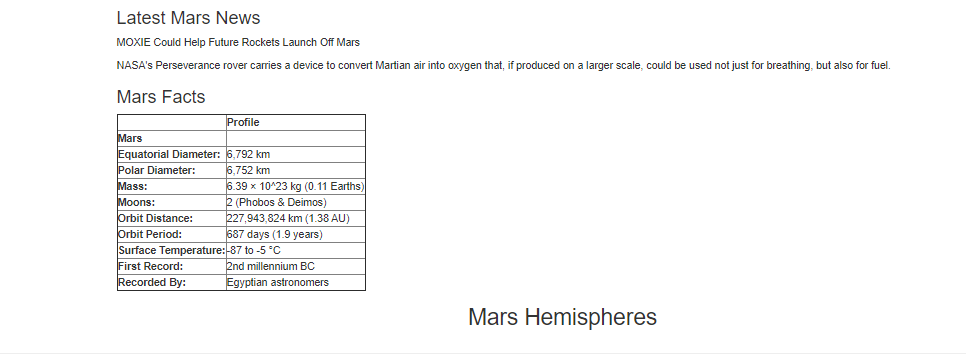 Latest Mars News
MOXIE Could Help Future Rockets Launch Off Mars
NASA's Perseverance rover carries a device to convert Martian air into oxygen that, if produced on a larger scale, could be used not just for breathing, but also for fuel.
Mars Facts
Profile
Mars
Equatorial Diameter: 6,792 km
Polar Diameter: 6,752 km
Mass: 6.39 × 10^23 kg (0.11 Earths)
Moons: 2 (Phobos & Deimos)
Orbit Distance: 227,943,824 km (1.38 AU)
Orbit Period: 687 days (1.9 years)
Surface Temperature: -87 to -5 °C
First Record: 2nd millennium BC
Recorded By: Egyptian astronomers
Mars Hemispheres